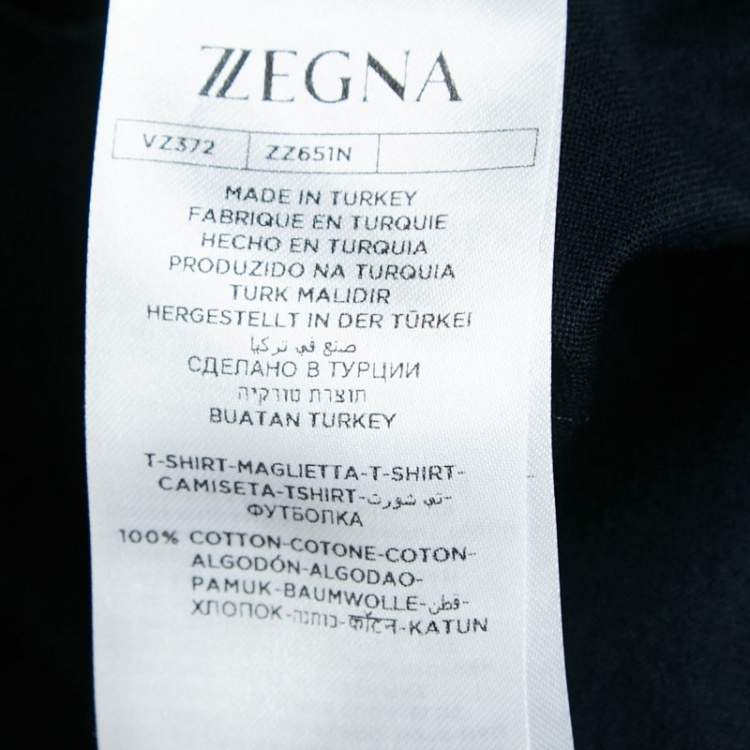 ZZEGNA
VZ372 ZZ651N
MADE IN TURKEY
FABRIQUE EN TURQUIE
HECHO EN TURQUIA
PRODUZIDO NA TURQUIA
TURK MALIDIR
HERGESTELLT IN DER TÜRKEI
صنع في تركيا
СДЕЛАНО В ТУРЦИИ
תוצרת טורקיה
BUATAN TURKEY
T-SHIRT-MAGLIETTA-T-SHIRT-
CAMISETA-TSHIRT-تي شورت-
ФУТБОЛКА
100% COTTON-COTONE-COTON-
ALGODÓN-ALGODAO-
PAMUK-BAUMWOLLE-قطن-
ХЛОПОК-כותנה-कॉटन-KATUN